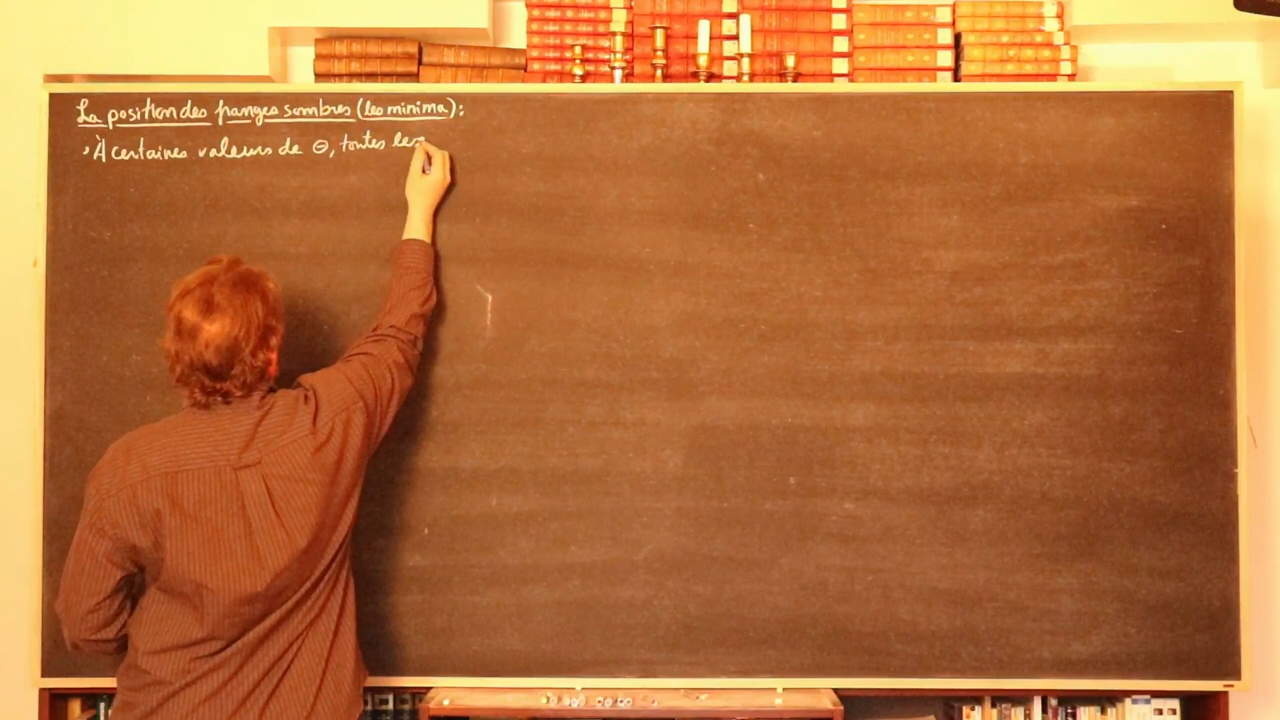 La position des franges sombres (les minima):
• À certaines valeurs de θ, toutes les